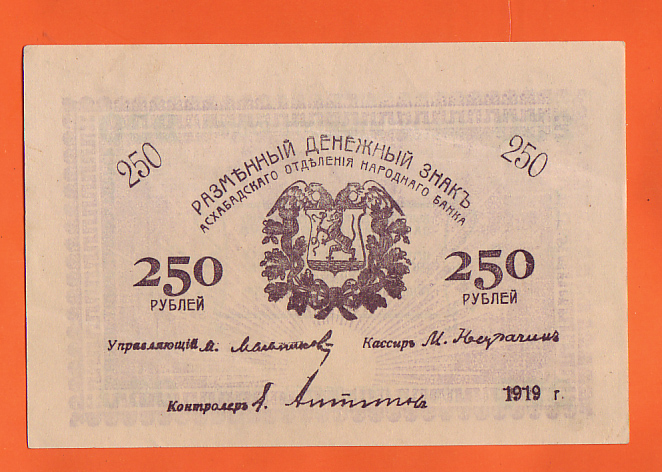 РАЗМѢННЫЙ ДЕНЕЖНЫЙ ЗНАКЪ
АСХАБАДСКАГО ОТДѢЛЕНІЯ НАРОДНАГО БАНКА
250 250
250 250
РУБЛЕЙ РУБЛЕЙ
Управляющій Кассиръ М.
Контролеръ
1919 г.